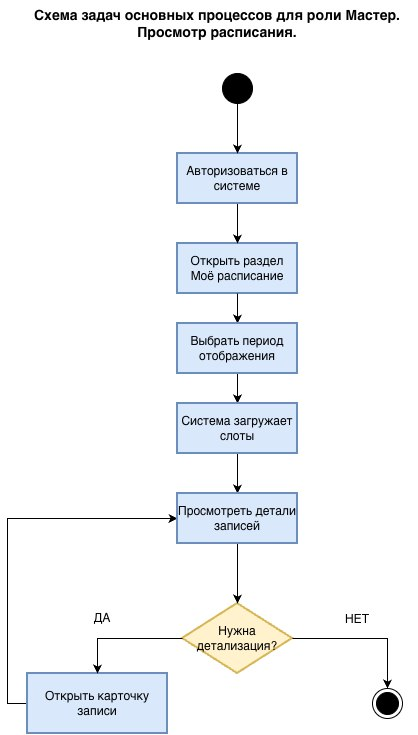 Схема задач основных процессов для роли Мастер.
Просмотр расписания.
Авторизоваться в
системе
Открыть раздел
Моё расписание
Выбрать период
отображения
Система загружает
слоты
Просмотреть детали
записей
Нужна
детализация?
ДА
НЕТ
Открыть карточку
записи